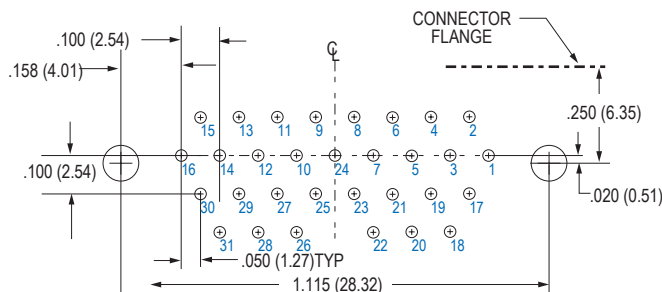 CONNECTOR
FLANGE
.100 (2.54)
℄
.158 (4.01)
.250 (6.35)
15 13 11 9 8 6 4 2
16 14 12 10 24 7 5 3 1
.100 (2.54)
.020 (0.51)
30 29 27 25 23 21 19 17
31 28 26 22 20 18
.050 (1.27)TYP
1.115 (28.32)